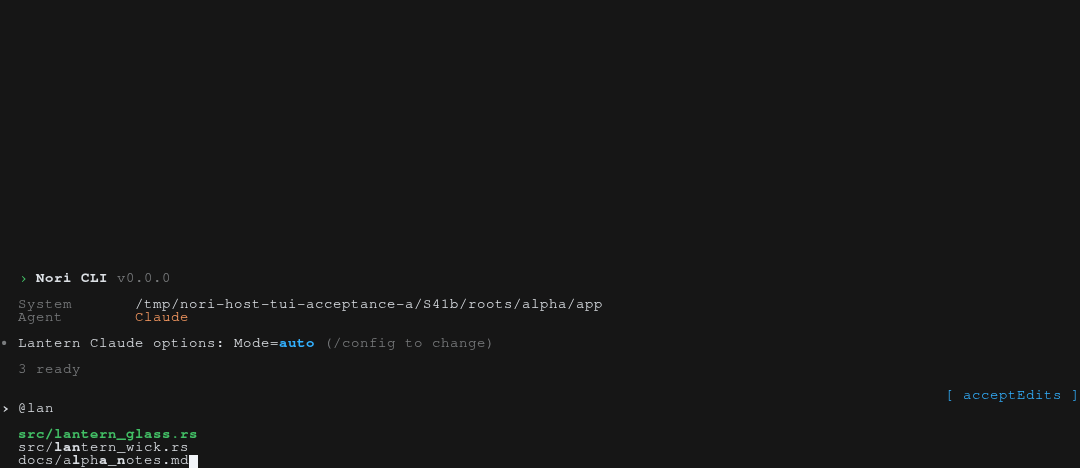 › Nori CLI v0.0.0
System /tmp/nori-host-tui-acceptance-a/S41b/roots/alpha/app
Agent Claude
• Lantern Claude options: Mode=auto (/config to change)
3 ready
[ acceptEdits ]
› @lan
src/lantern_glass.rs
src/lantern_wick.rs
docs/alpha_notes.md